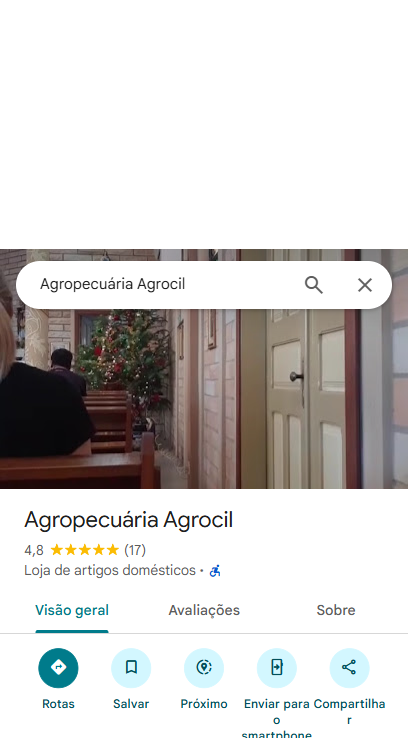 Agropecuária Agrocil
Agropecuária Agrocil
4,8 (17)
Loja de artigos domésticos ·
Visão geral Avaliações Sobre
Rotas Salvar Próximo Enviar para o smartphone Compartilhar